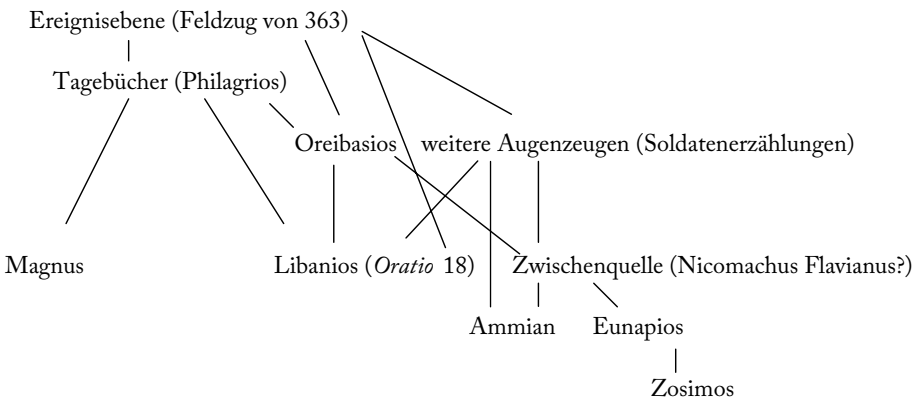 Ereignisebene (Feldzug von 363)
Tagebücher (Philagrios)
Oreibasios weitere Augenzeugen (Soldatenerzählungen)
Magnus Libanios (Oratio 18) Zwischenquelle (Nicomachus Flavianus?)
Ammian Eunapios
Zosimos